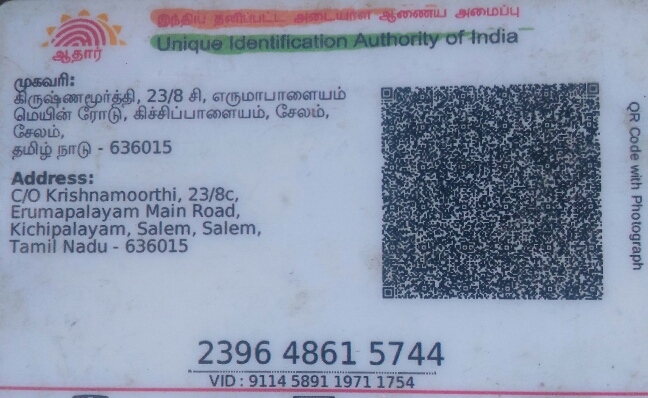 இந்திய தனிப்பட்ட அடையாள ஆணைய அமைப்பு
Unique Identification Authority of India
ஆதார்
முகவரி:
கிருஷ்ணமூர்த்தி, 23/8 சி, எருமாபாளையம்
மெயின் ரோடு, கிச்சிப்பாளையம், சேலம்,
சேலம்,
தமிழ் நாடு - 636015
Address:
C/O Krishnamoorthi, 23/8c,
Erumapalayam Main Road,
Kichipalayam, Salem, Salem,
Tamil Nadu - 636015
QR Code with Photograph
2396 4861 5744
VID : 9114 5891 1971 1754